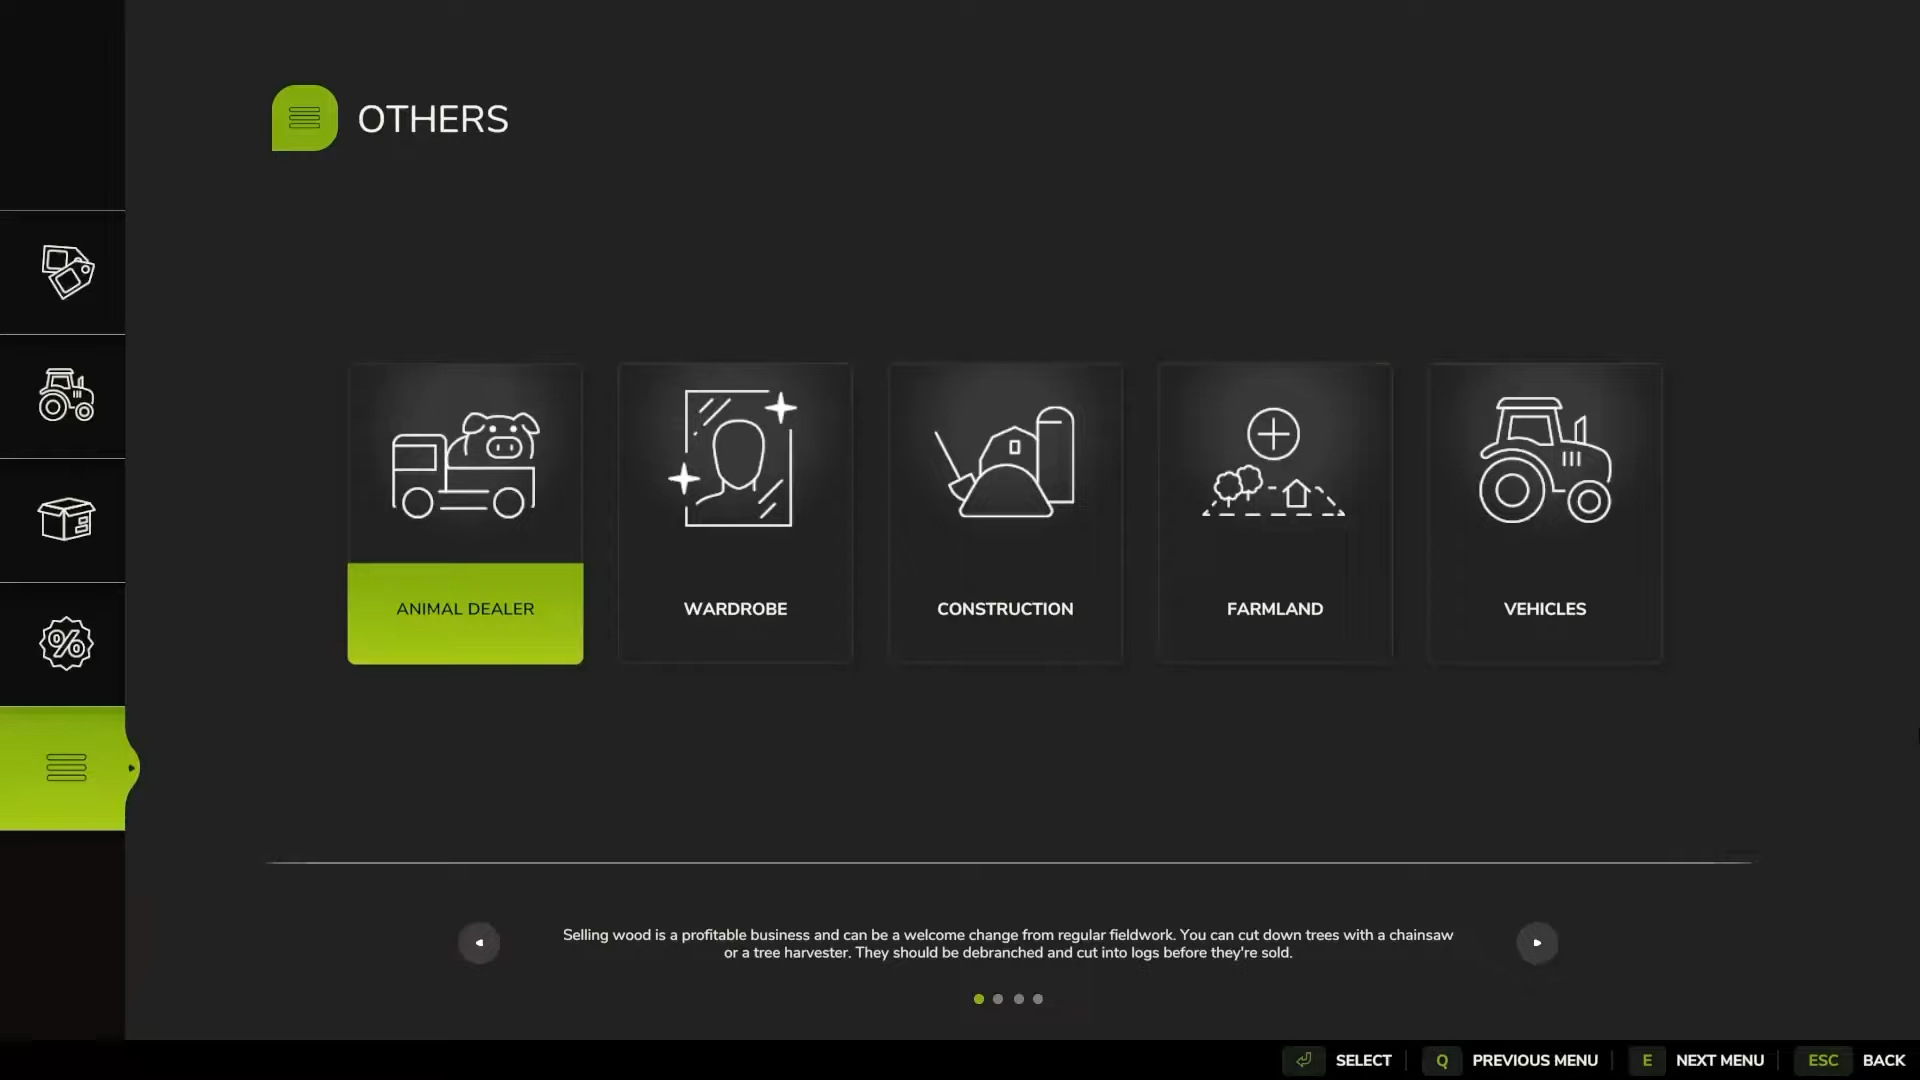 OTHERS
%
ANIMAL DEALER
WARDROBE
CONSTRUCTION
FARMLAND
VEHICLES
Selling wood is a profitable business and can be a welcome change from regular fieldwork. You can cut down trees with a chainsaw
or a tree harvester. They should be debranched and cut into logs before they're sold.
SELECT
Q PREVIOUS MENU
E NEXT MENU
ESC BACK